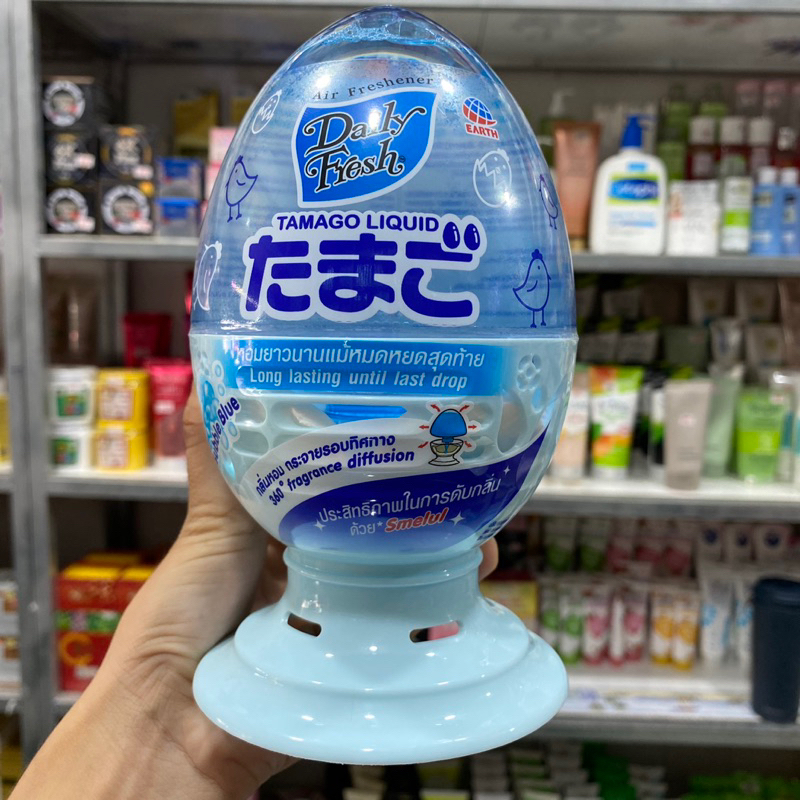 Air Freshener
Daily
Fresh
EARTH
TAMAGO LIQUID
たまご
หอมยาวนานแม้หมดหยดสุดท้าย
Long lasting until last drop
Blue
กลิ่นหอม กระจายรอบทิศทาง
360° fragrance diffusion
ประสิทธิภาพในการดับกลิ่น
ด้วย* Smelul